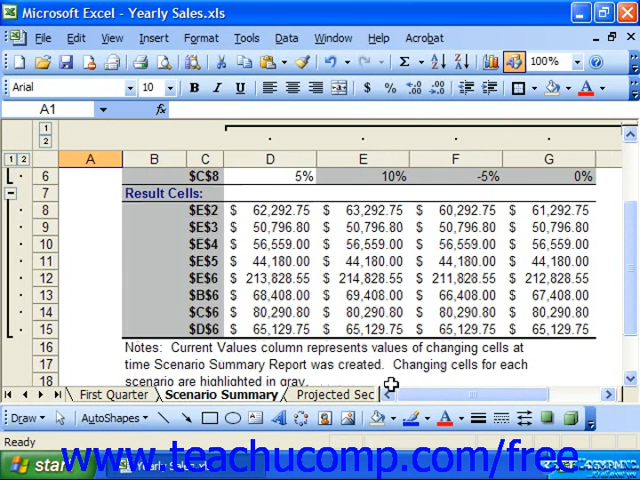 Microsoft Excel - Yearly Sales.xls
File Edit View Insert Format Tools Data Window Help Acrobat
100%
Arial 10 B I U $ % , .00
A1 fx
1
2
1 2 A B C D E F G
6 $C$8 5% 10% -5% 0%
7 Result Cells:
8 $E$2 $ 62,292.75 $ 63,292.75 $ 60,292.75 $ 61,292.75
9 $E$3 $ 50,796.80 $ 50,796.80 $ 50,796.80 $ 50,796.80
10 $E$4 $ 56,559.00 $ 56,559.00 $ 56,559.00 $ 56,559.00
11 $E$5 $ 44,180.00 $ 44,180.00 $ 44,180.00 $ 44,180.00
12 $E$6 $ 213,828.55 $ 214,828.55 $ 211,828.55 $ 212,828.55
13 $B$6 $ 68,408.00 $ 69,408.00 $ 66,408.00 $ 67,408.00
14 $C$6 $ 80,290.80 $ 80,290.80 $ 80,290.80 $ 80,290.80
15 $D$6 $ 65,129.75 $ 65,129.75 $ 65,129.75 $ 65,129.75
16 Notes: Current Values column represents values of changing cells at
17 time Scenario Summary Report was created. Changing cells for each
18 scenario are highlighted in gray.
First Quarter Scenario Summary Projected Sec
Draw AutoShapes
Ready
start Yearly Sales.xls
www.teachucomp.com/free